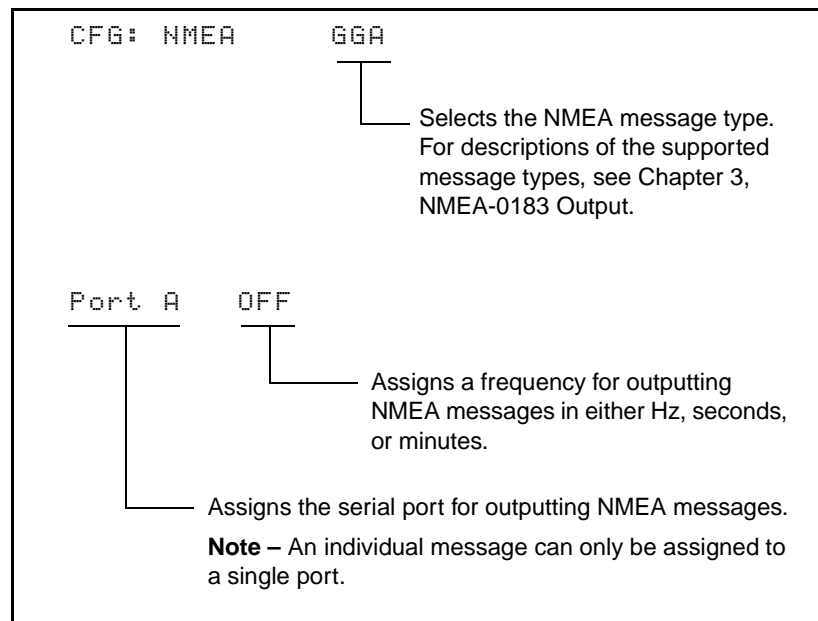 CFG: NMEA GGA
Selects the NMEA message type.
For descriptions of the supported
message types, see Chapter 3,
NMEA-0183 Output.
Port A OFF
Assigns a frequency for outputting
NMEA messages in either Hz, seconds,
or minutes.
Assigns the serial port for outputting NMEA messages.
Note – An individual message can only be assigned to
a single port.